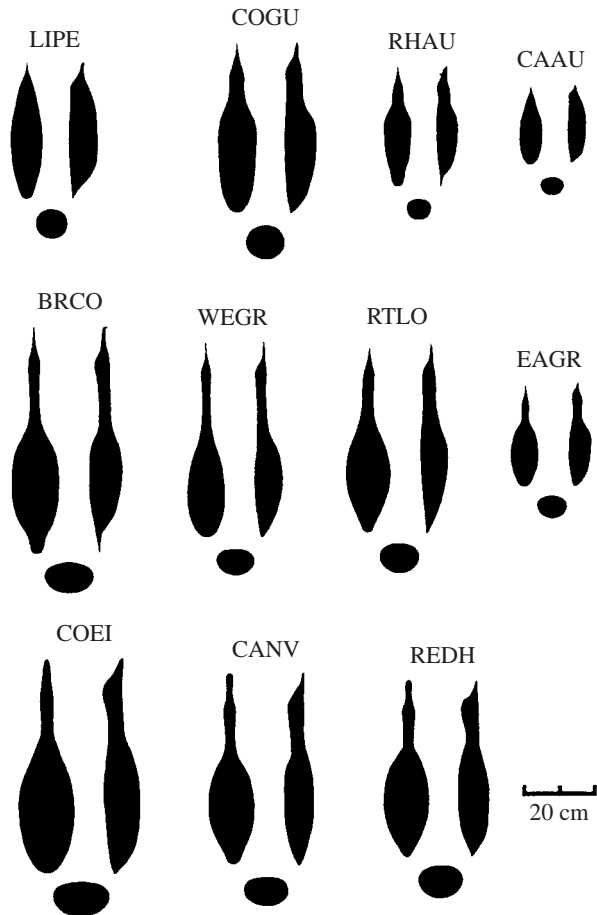 LIPE
COGU
RHAU
CAAU
BRCO
WEGR
RTLO
EAGR
COEI
CANV
REDH
20 cm